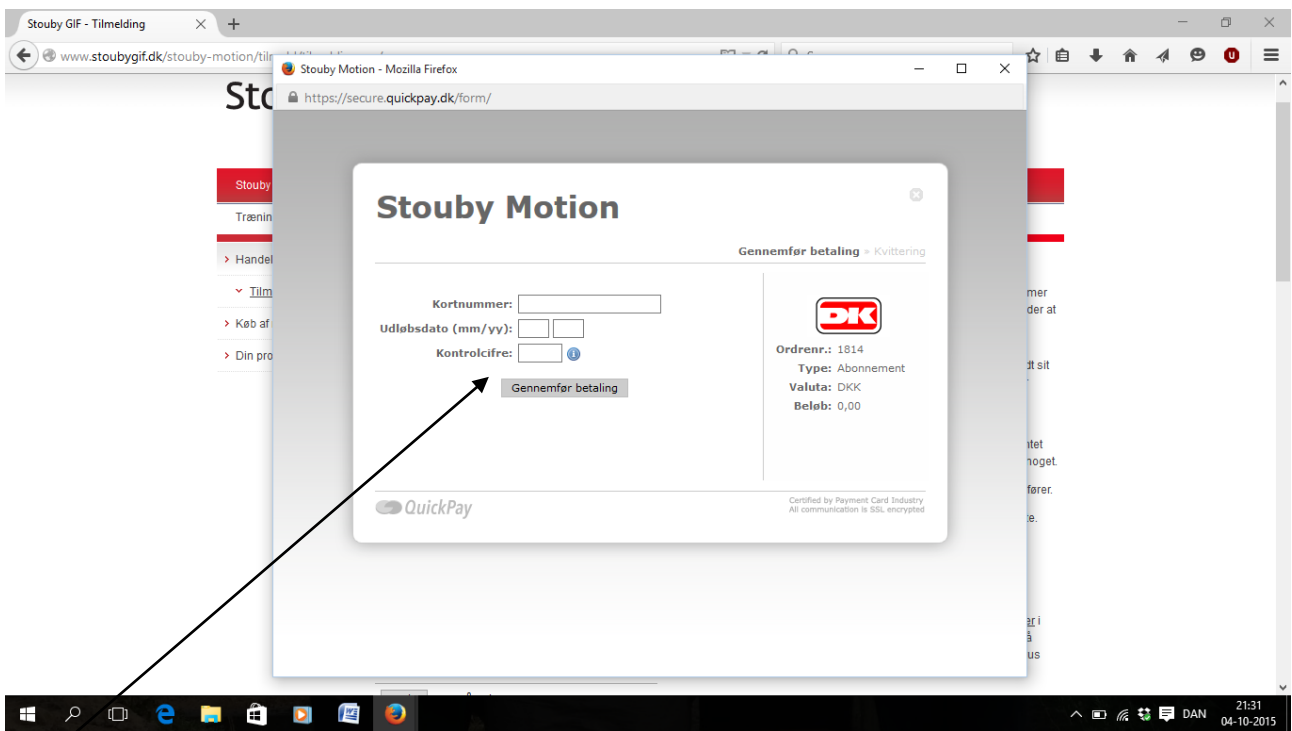 Stouby GIF - Tilmelding
www.stoubygif.dk/stouby-motion/til
Stouby Motion - Mozilla Firefox
https://secure.quickpay.dk/form/
Sto
Stouby
Trænin
Handel
Tilm
Køb af
Din pro
Stouby Motion
Gennemfør betaling » Kvittering
Kortnummer:
Udløbsdato (mm/yy):
Kontrolcifre:
Gennemfør betaling
DK
Ordrenr.: 1814
Type: Abonnement
Valuta: DKK
Beløb: 0,00
QuickPay
Certified by Payment Card Industry
All communication is SSL encrypted
mer
der at
dt sit
ntet
noget.
fører.
te.
er i
å
us
DAN
21:31
04-10-2015